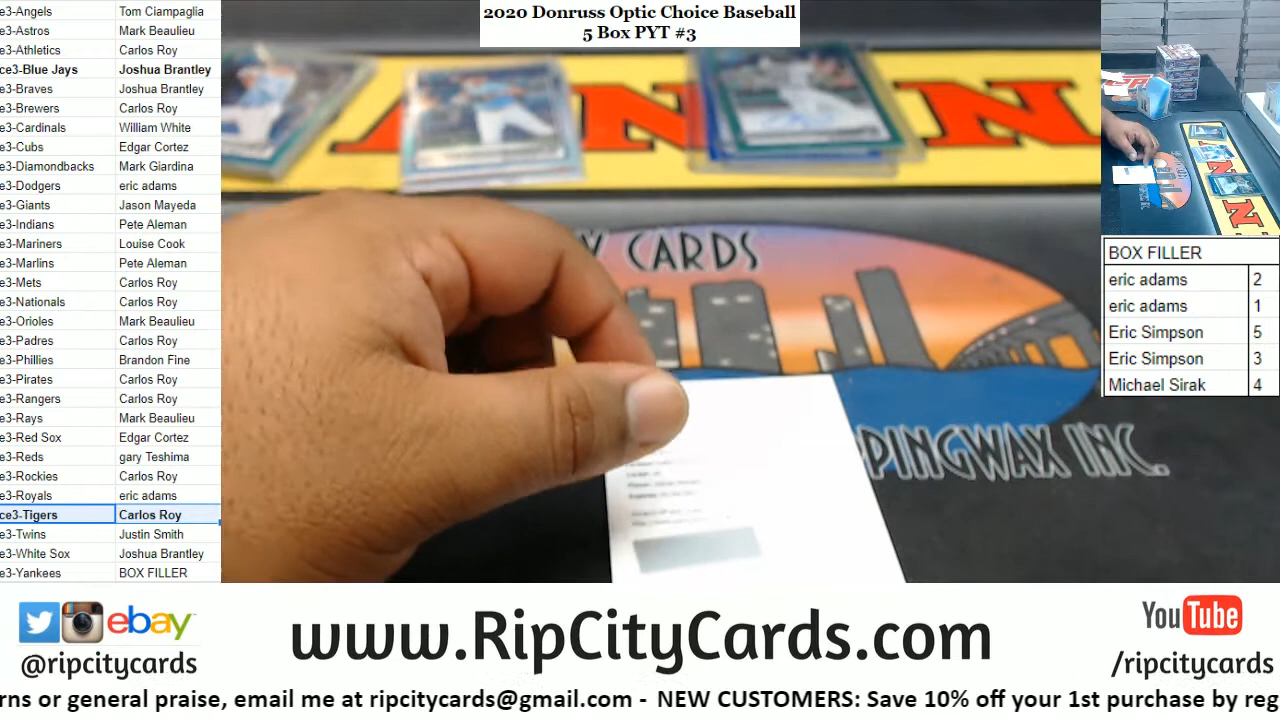 2020 Donruss Optic Choice Baseball
5 Box PYT #3
e3-Angels Tom Ciampaglia
e3-Astros Mark Beaulieu
e3-Athletics Carlos Roy
ce3-Blue Jays Joshua Brantley
e3-Braves Joshua Brantley
e3-Brewers Carlos Roy
e3-Cardinals William White
e3-Cubs Edgar Cortez
e3-Diamondbacks Mark Giardina
e3-Dodgers eric adams
e3-Giants Jason Mayeda
e3-Indians Pete Aleman
e3-Mariners Louise Cook
e3-Marlins Pete Aleman
e3-Mets Carlos Roy
e3-Nationals Carlos Roy
e3-Orioles Mark Beaulieu
e3-Padres Carlos Roy
e3-Phillies Brandon Fine
e3-Pirates Carlos Roy
e3-Rangers Carlos Roy
e3-Rays Mark Beaulieu
e3-Red Sox Edgar Cortez
e3-Reds gary Teshima
e3-Rockies Carlos Roy
e3-Royals eric adams
ce3-Tigers Carlos Roy
e3-Twins Justin Smith
e3-White Sox Joshua Brantley
e3-Yankees BOX FILLER
Y CARDS
PPINGWAX INC.
BOX FILLER
eric adams 2
eric adams 1
Eric Simpson 5
Eric Simpson 3
Michael Sirak 4
ebay
@ripcitycards
www.RipCityCards.com
YouTube
/ripcitycards
rns or general praise, email me at ripcitycards@gmail.com - NEW CUSTOMERS: Save 10% off your 1st purchase by reg